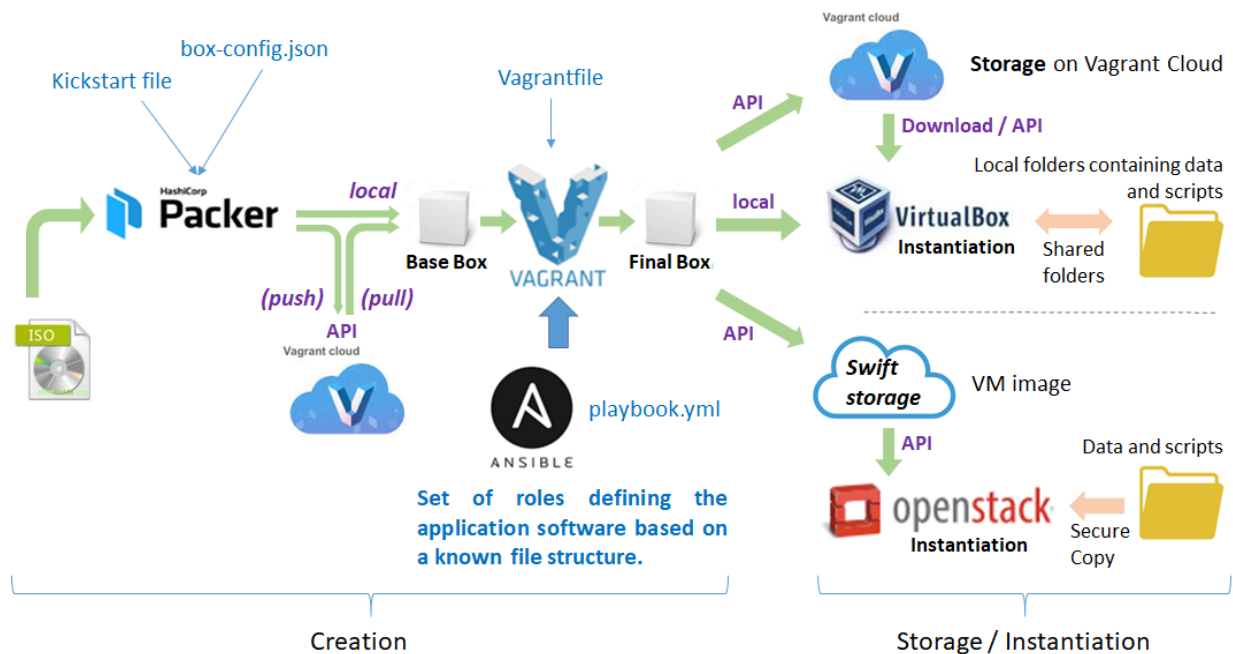 box-config.json
Kickstart file
HashiCorp
Packer
ISO
local
(push)
(pull)
API
Vagrant cloud
Base Box
Vagrantfile
VAGRANT
Final Box
ANSIBLE
playbook.yml
Set of roles defining the
application software based on
a known file structure.
Creation
API
local
API
Vagrant cloud
Storage on Vagrant Cloud
Download / API
VirtualBox
Instantiation
Local folders containing data
and scripts
Shared
folders
Swift
storage
VM image
API
openstack
Instantiation
Data and scripts
Secure
Copy
Storage / Instantiation